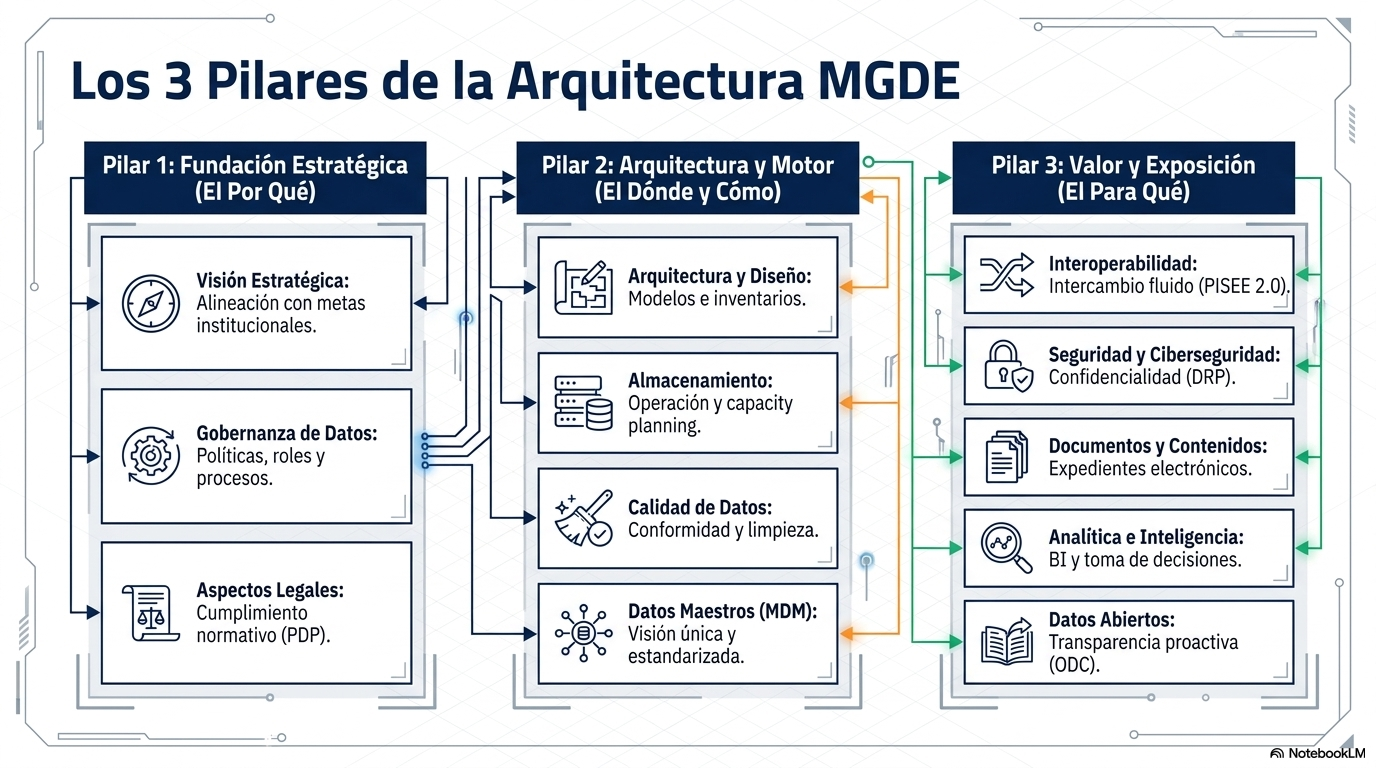 Los 3 Pilares de la Arquitectura MGDE
Pilar 1: Fundación Estratégica
(El Por Qué)
Visión Estratégica:
Alineación con metas
institucionales.
Gobernanza de Datos:
Políticas, roles y
procesos.
Aspectos Legales:
Cumplimiento
normativo (PDP).
Pilar 2: Arquitectura y Motor
(El Dónde y Cómo)
Arquitectura y Diseño:
Modelos e inventarios.
Almacenamiento:
Operación y capacity
planning.
Calidad de Datos:
Conformidad y limpieza.
Datos Maestros (MDM):
Visión única y
estandarizada.
Pilar 3: Valor y Exposición
(El Para Qué)
Interoperabilidad:
Intercambio fluido (PISEE 2.0).
Seguridad y Ciberseguridad:
Confidencialidad (DRP).
Documentos y Contenidos:
Expedientes electrónicos.
Analítica e Inteligencia:
BI y toma de decisiones.
Datos Abiertos:
Transparencia proactiva
(ODC).
NotebookLM